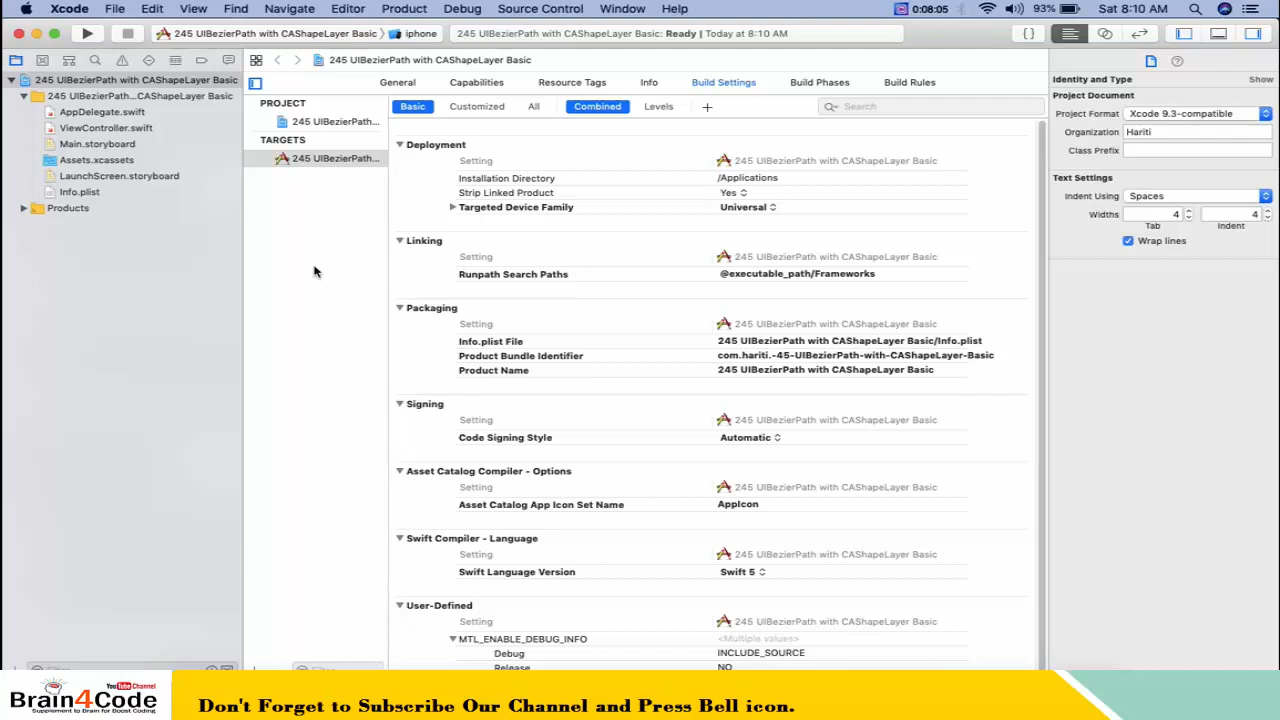 Xcode File Edit View Find Navigate Editor Product Debug Source Control Window Help 0:08:05 93% Sat 8:10 AM
245 UIBezierPath with CAShapeLayer Basic iphone 245 UIBezierPath with CAShapeLayer Basic: Ready | Today at 8:10 AM
245 UIBezierPath with CAShapeLayer Basic
245 UIBezierPath...CAShapeLayer Basic
AppDelegate.swift
ViewController.swift
Main.storyboard
Assets.xcassets
LaunchScreen.storyboard
Info.plist
Products
245 UIBezierPath with CAShapeLayer Basic
General Capabilities Resource Tags Info Build Settings Build Phases Build Rules
PROJECT
245 UIBezierPath...
TARGETS
245 UIBezierPath...
Basic Customized All Combined Levels + Search
Deployment
Setting 245 UIBezierPath with CAShapeLayer Basic
Installation Directory /Applications
Strip Linked Product Yes
Targeted Device Family Universal
Linking
Setting 245 UIBezierPath with CAShapeLayer Basic
Runpath Search Paths @executable_path/Frameworks
Packaging
Setting 245 UIBezierPath with CAShapeLayer Basic
Info.plist File 245 UIBezierPath with CAShapeLayer Basic/Info.plist
Product Bundle Identifier com.hariti.-45-UIBezierPath-with-CAShapeLayer-Basic
Product Name 245 UIBezierPath with CAShapeLayer Basic
Signing
Setting 245 UIBezierPath with CAShapeLayer Basic
Code Signing Style Automatic
Asset Catalog Compiler - Options
Setting 245 UIBezierPath with CAShapeLayer Basic
Asset Catalog App Icon Set Name AppIcon
Swift Compiler - Language
Setting 245 UIBezierPath with CAShapeLayer Basic
Swift Language Version Swift 5
User-Defined
Setting 245 UIBezierPath with CAShapeLayer Basic
MTL_ENABLE_DEBUG_INFO <Multiple values>
Debug INCLUDE_SOURCE
Release NO
Identity and Type Show
Project Document
Project Format Xcode 9.3-compatible
Organization Hariti
Class Prefix
Text Settings
Indent Using Spaces
Widths 4 4
Tab Indent
Wrap lines
YouTube Channel
Brain4Code
Supplement to Brain for Boost Coding
Don't Forget to Subscribe Our Channel and Press Bell icon.